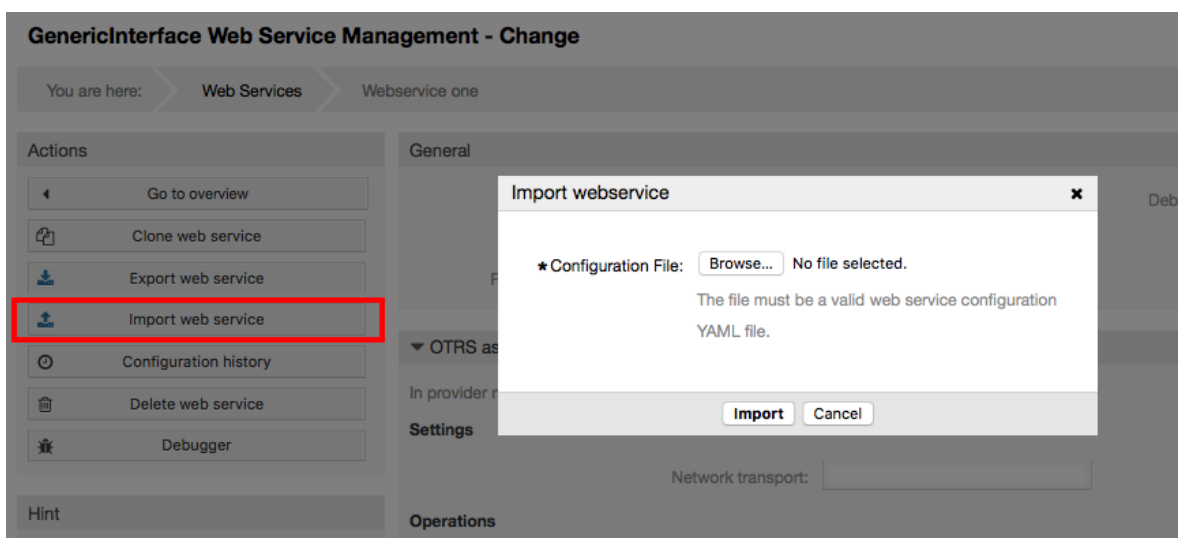 GenericInterface Web Service Management - Change
You are here: Web Services Webservice one
Actions
Go to overview
Clone web service
Export web service
Import web service
Configuration history
Delete web service
Debugger
Hint
General
Deb
Import webservice
* Configuration File: Browse... No file selected.
The file must be a valid web service configuration
YAML file.
Import Cancel
OTRS as
In provider r
Settings
Network transport:
Operations